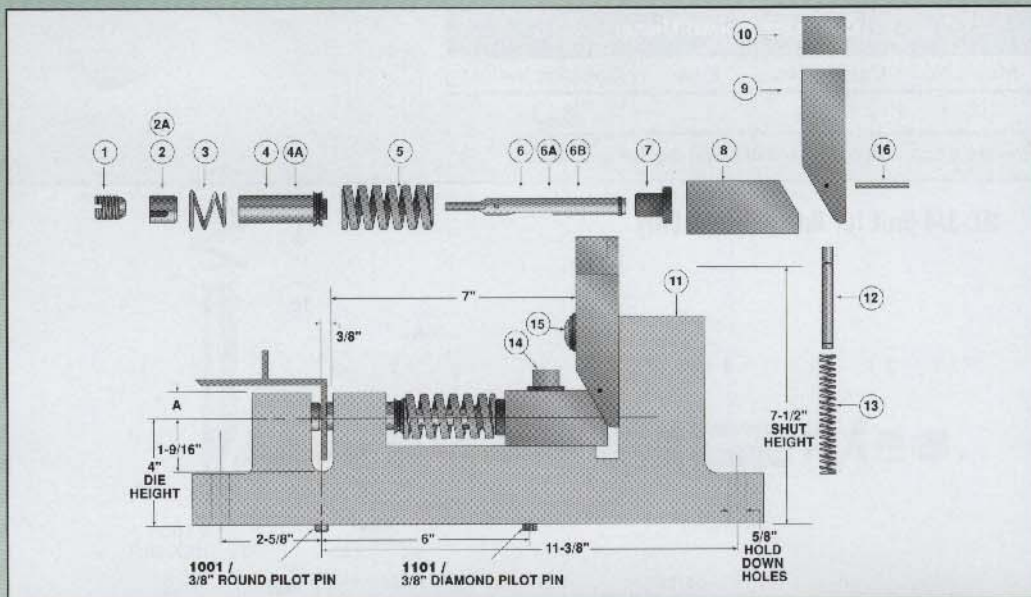 10
9
2A
1
2
3
4
4A
5
6
6A
6B
7
8
16
11
7"
12
3/8"
15
14
13
7-1/2"
SHUT
HEIGHT
A
1-9/16"
4"
DIE
HEIGHT
2-5/8"
6"
11-3/8"
5/8"
HOLD
DOWN
HOLES
1001 /
3/8" ROUND PILOT PIN
1101 /
3/8" DIAMOND PILOT PIN